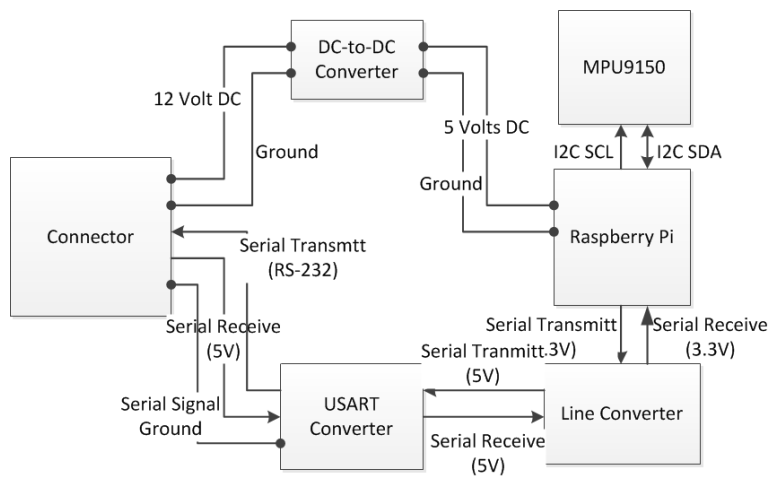 DC-to-DC
Converter
MPU9150
12 Volt DC
5 Volts DC
Ground
I2C SCL
I2C SDA
Ground
Connector
Raspberry Pi
Serial Transmtt
(RS-232)
Serial Receive
(5V)
Serial Transmitt
.3V)
Serial Receive
(3.3V)
Serial Tranmitt
(5V)
Serial Signal
Ground
USART
Converter
Line Converter
Serial Receive
(5V)